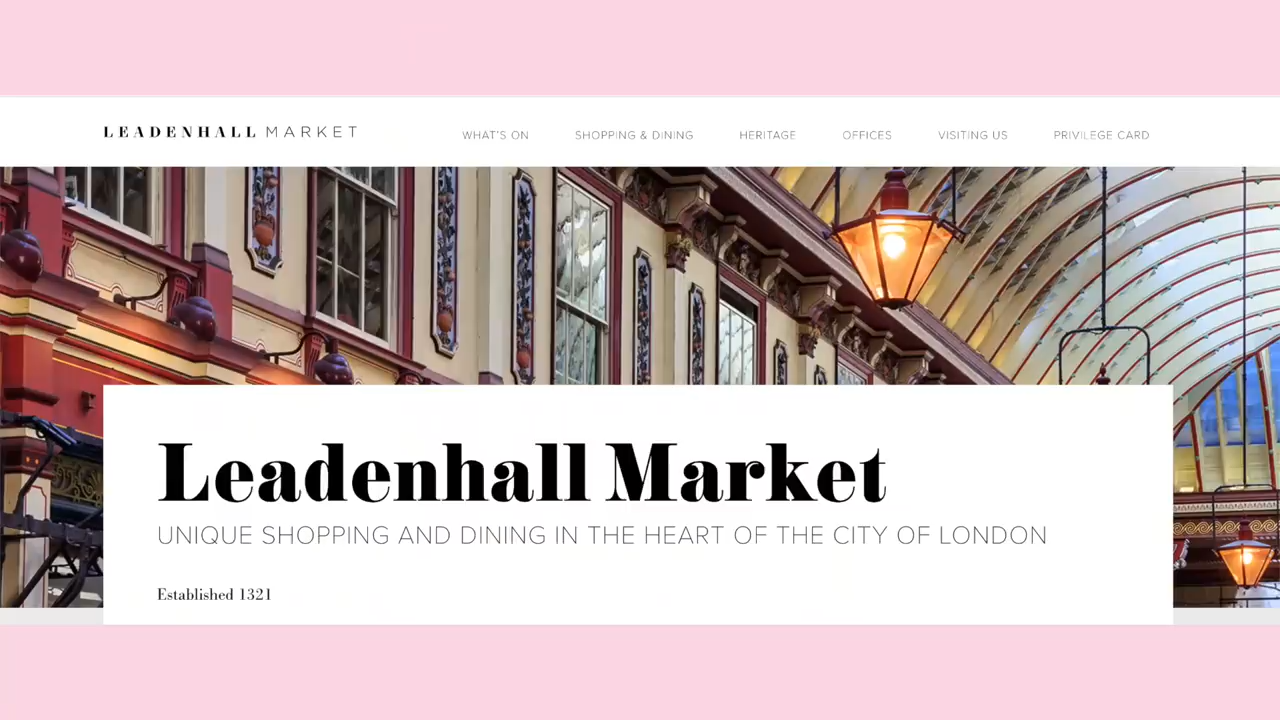 LEADENHALL MARKET
WHAT'S ON SHOPPING & DINING HERITAGE OFFICES VISITING US PRIVILEGE CARD
Leadenhall Market
UNIQUE SHOPPING AND DINING IN THE HEART OF THE CITY OF LONDON
Established 1321